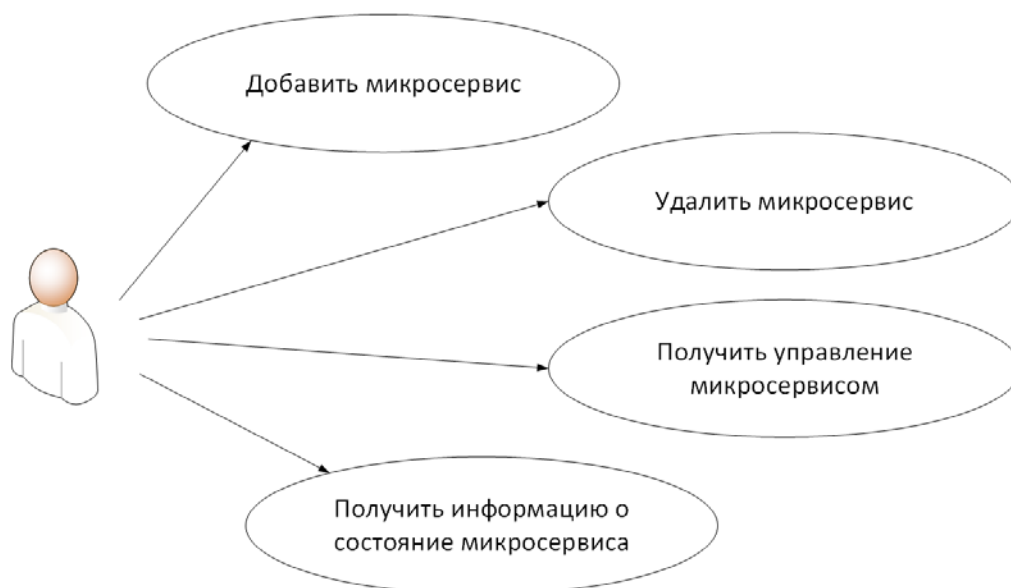 Добавить микросервис
Удалить микросервис
Получить управление
микросервисом
Получить информацию о
состояние микросервиса